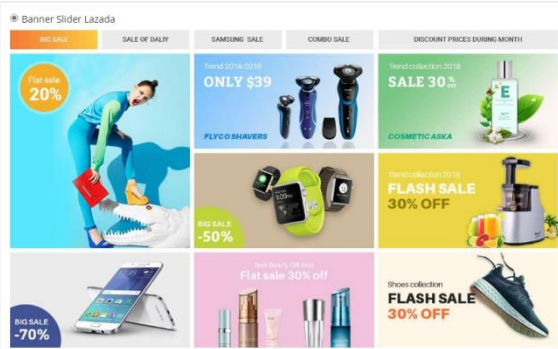 Banner Slider Lazada
BIG SALE
SALE OF DALIY
SAMSUNG SALE
COMBO SALE
DISCOUNT PRICES DURING MONTH
Flat sale
20%
Trend 2018-2019
ONLY $39
FLYCO SHAVERS
Trend collection 2018
SALE 30%
E
COSMETIC ASKA
BIG SALE
-50%
Trend collection 2018
FLASH SALE
30% OFF
BIG SALE
-70%
Flat sale 30% off
Shoes collection
FLASH SALE
30% OFF